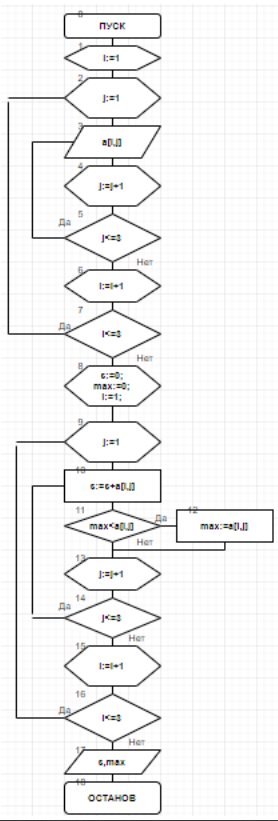 0
ПУСК
1
i:=1
2
j:=1
3
a[i,j]
4
j:=j+1
5
Да
j<=3
Нет
6
i:=i+1
7
Да
i<=3
Нет
8
s:=0;
max:=0;
i:=1;
9
j:=1
10
s:=s+a[i,j]
11
max<a[i,j]
Да
12
max:=a[i,j]
Нет
13
j:=j+1
14
Да
j<=3
Нет
15
i:=i+1
16
Да
i<=3
Нет
17
s,max
18
ОСТАНОВ